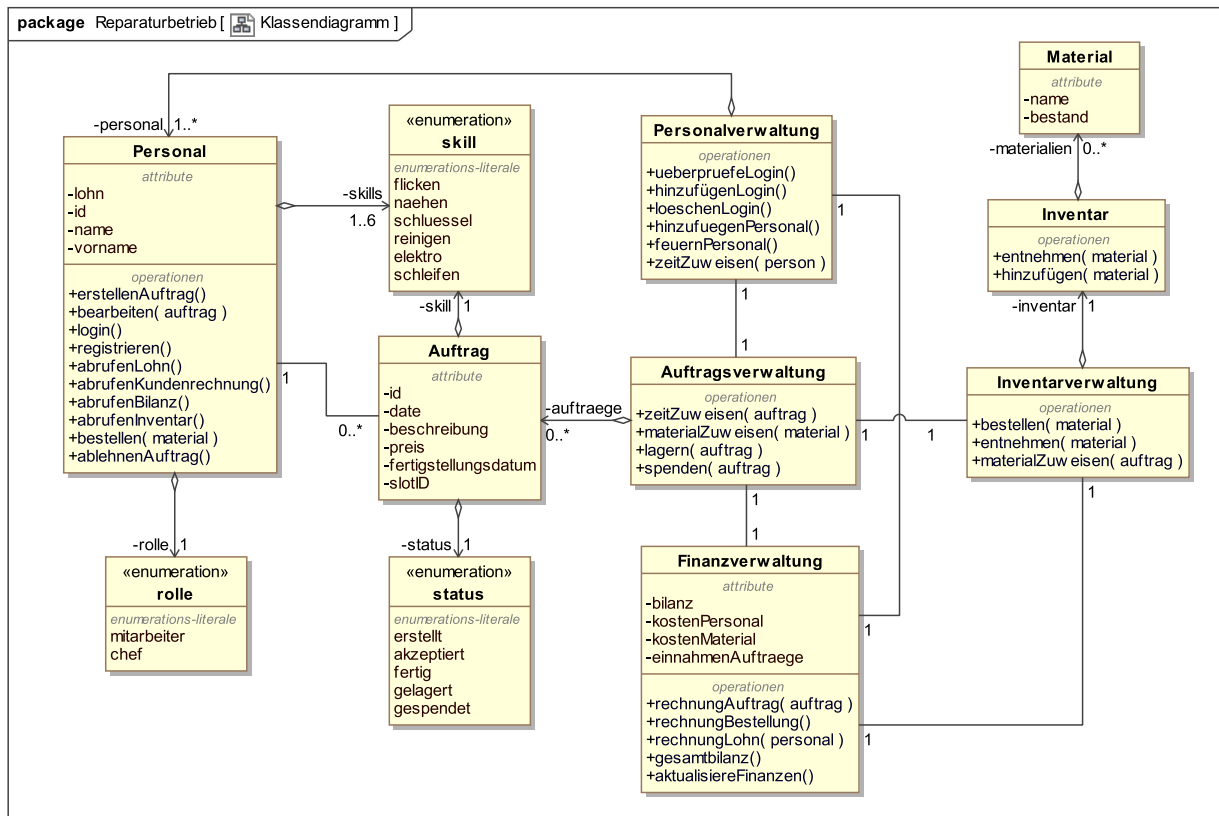 package Reparaturbetrieb [ Klassendiagramm ]
-personal
1..*
Personal
attribute
-lohn
-id
-name
-vorname
operationen
+erstellenAuftrag()
+bearbeiten( auftrag )
+login()
+registrieren()
+abrufenLohn()
+abrufenKundenrechnung()
+abrufenBilanz()
+abrufenInventar()
+bestellen( material )
+ablehnenAuftrag()
-skills
1..6
1
0..*
-rolle
1
«enumeration»
rolle
enumerations-literale
mitarbeiter
chef
«enumeration»
skill
enumerations-literale
flicken
naehen
schluessel
reinigen
elektro
schleifen
-skill
1
Auftrag
attribute
-id
-date
-beschreibung
-preis
-fertigstellungsdatum
-slotID
-status
1
«enumeration»
status
enumerations-literale
erstellt
akzeptiert
fertig
gelagert
gespendet
Personalverwaltung
operationen
+ueberpruefeLogin()
+hinzufügenLogin()
+loeschenLogin()
+hinzufuegenPersonal()
+feuernPersonal()
+zeitZuweisen( person )
1
1
1
-auftraege
0..*
Auftragsverwaltung
operationen
+zeitZuweisen( auftrag )
+materialZuweisen( material )
+lagern( auftrag )
+spenden( auftrag )
1
1
1
1
Finanzverwaltung
attribute
-bilanz
-kostenPersonal
-kostenMaterial
-einnahmenAuftraege
operationen
+rechnungAuftrag( auftrag )
+rechnungBestellung()
+rechnungLohn( personal )
+gesamtbilanz()
+aktualisiereFinanzen()
1
1
Material
attribute
-name
-bestand
-materialien
0..*
Inventar
operationen
+entnehmen( material )
+hinzufügen( material )
-inventar
1
Inventarverwaltung
operationen
+bestellen( material )
+entnehmen( material )
+materialZuweisen( auftrag )
1